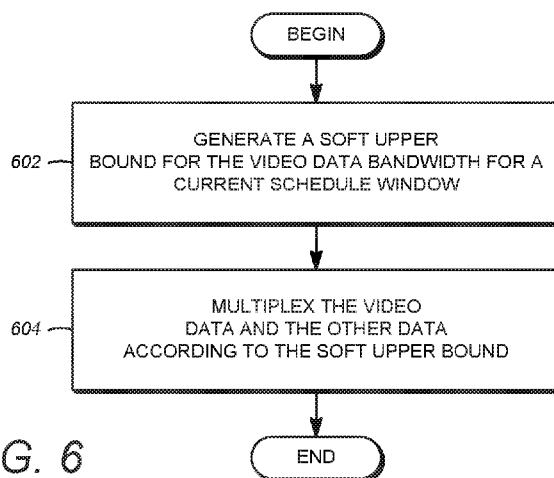 BEGIN
602
GENERATE A SOFT UPPER
BOUND FOR THE VIDEO DATA BANDWIDTH FOR A
CURRENT SCHEDULE WINDOW
604
MULTIPLEX THE VIDEO
DATA AND THE OTHER DATA
ACCORDING TO THE SOFT UPPER BOUND
END
G. 6